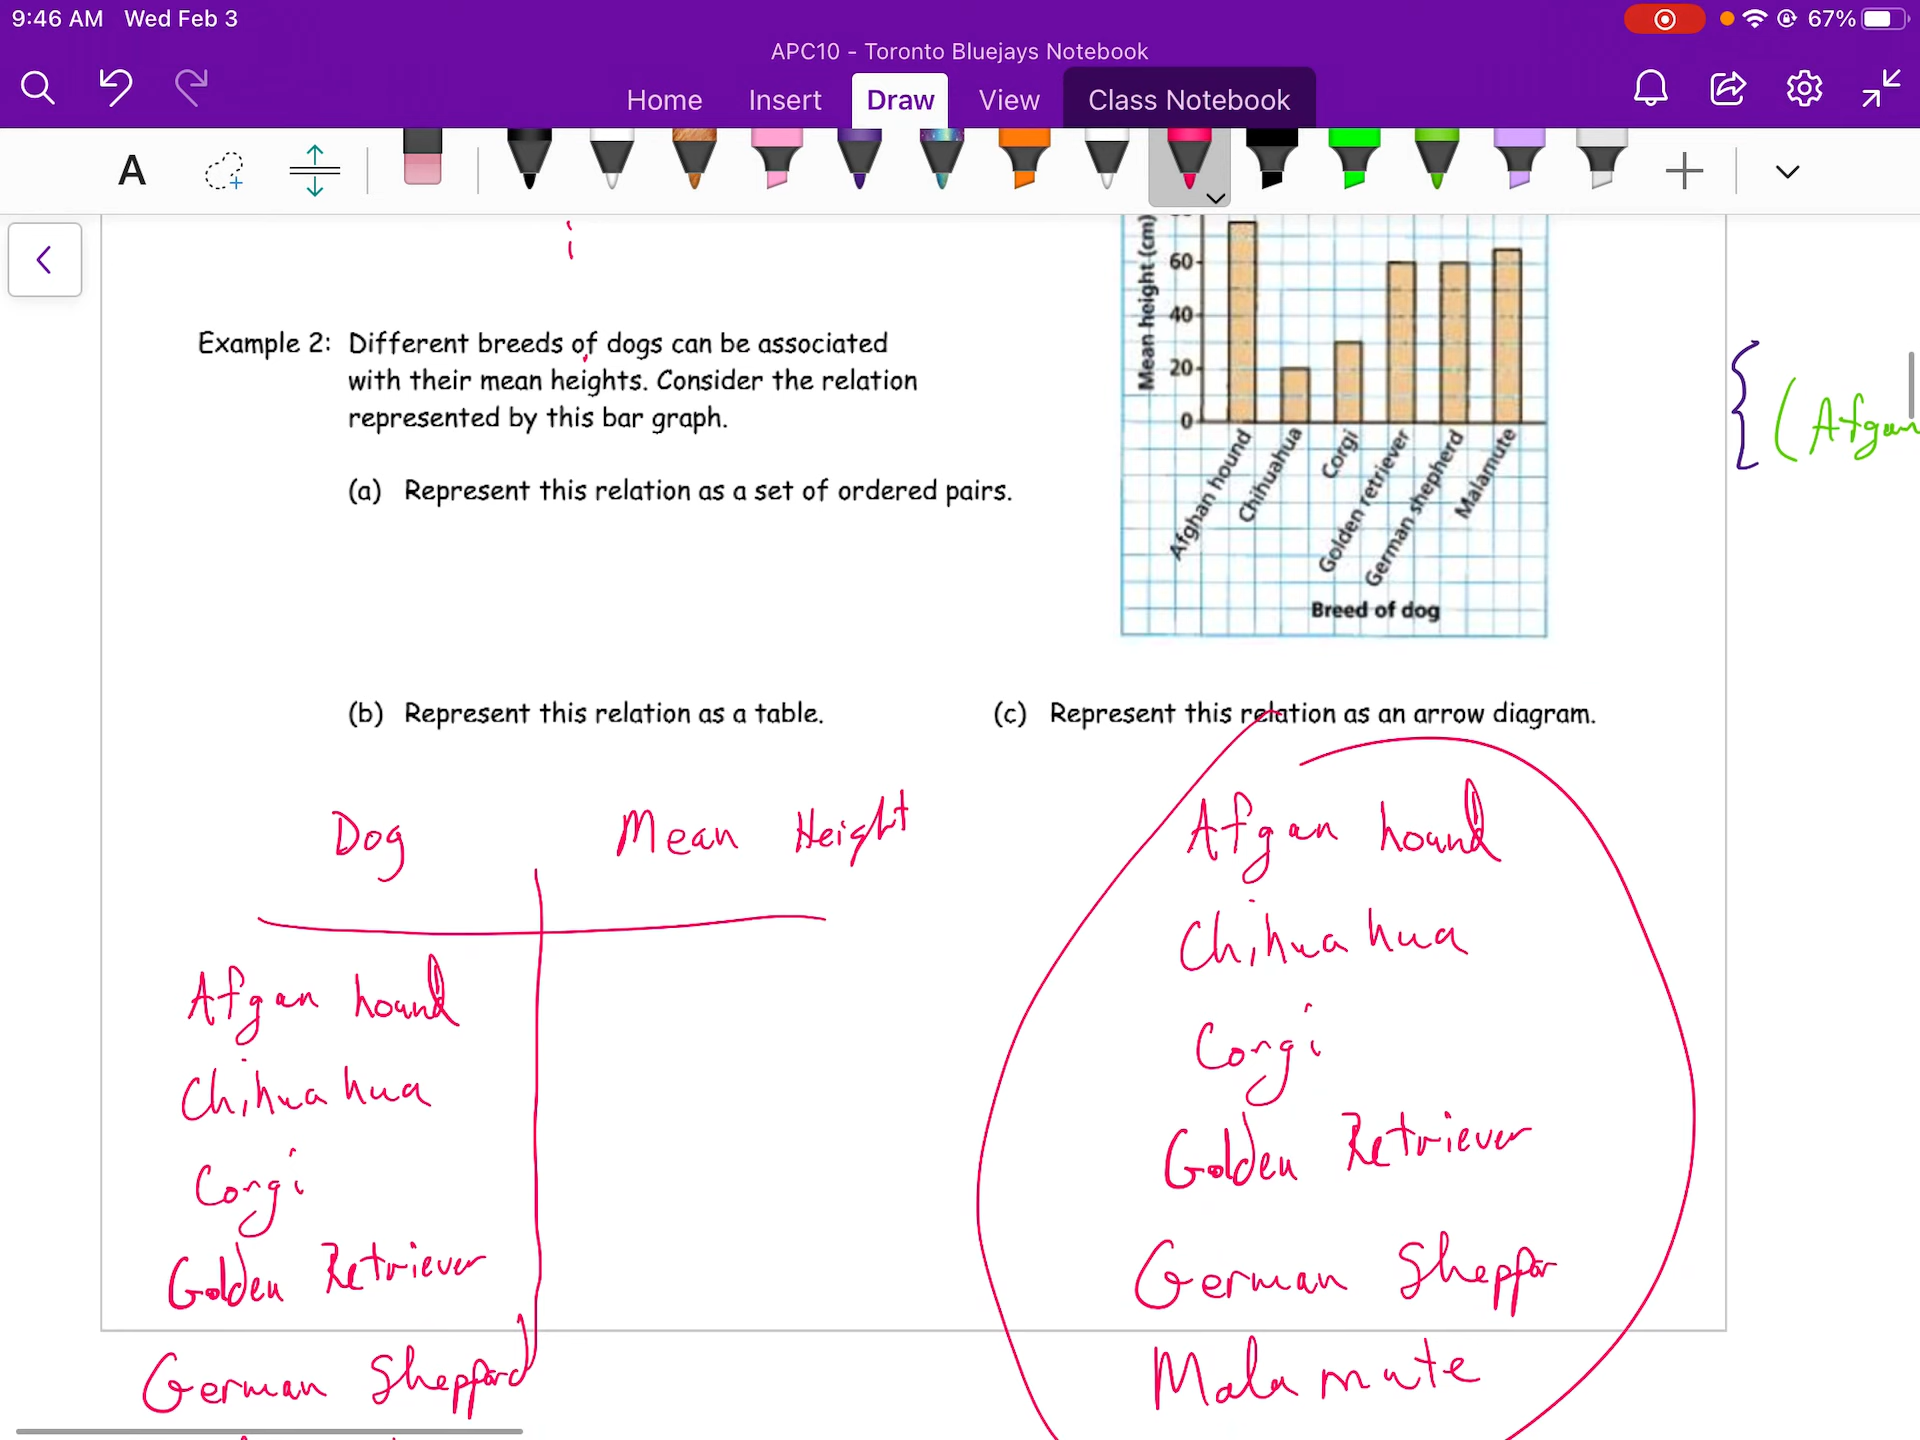 9:46 AM Wed Feb 3
67%
APC10 - Toronto Bluejays Notebook
Home Insert Draw View Class Notebook
A
Mean height (cm)
60
40
20
0
Afghan hound
Chihuahua
Corgi
Golden retriever
German shepherd
Malamute
Breed of dog
Example 2: Different breeds of dogs can be associated
with their mean heights. Consider the relation
represented by this bar graph.
{ (Afgan
(a) Represent this relation as a set of ordered pairs.
(b) Represent this relation as a table.
(c) Represent this relation as an arrow diagram.
Dog Mean Height
Afgan hound
Chihuahua
Corgi
Golden Retriever
German Sheppard
Afgan hound
Chihuahua
Corgi
Golden Retriever
German Sheppar
Malamute